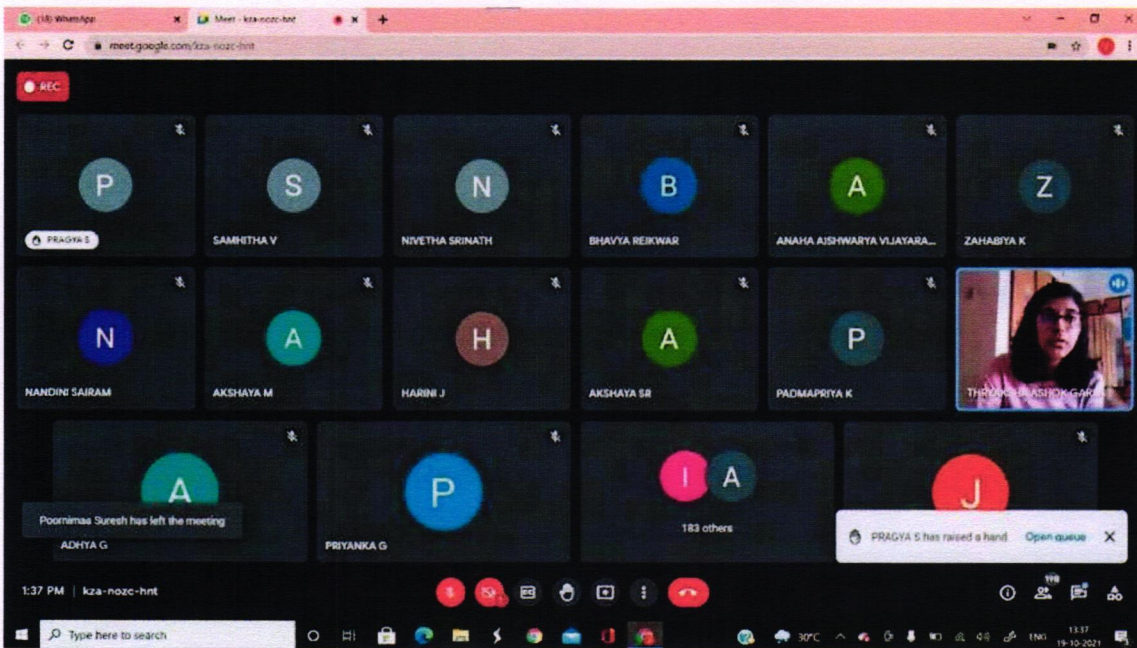 (18) WhatsApp
Meet - kza-nozc-hnt
meet.google.com/kza-nozc-hnt
REC
P
S
N
B
A
Z
PRAGYA S
SAMHITHA V
NIVETHA SRINATH
BHAVYA REIKWAR
ANAHA AISHWARYA VIJAYARA...
ZAHABIYA K
N
A
H
A
P
NANDINI SAIRAM
AKSHAYA M
HARINI J
AKSHAYA SR
PADMAPRIYA K
ASHOK
A
P
I
A
J
183 others
Poornimaa Suresh has left the meeting
PRAGYA S has raised a hand
Open queue
ADHYA G
PRIYANKA G
1:37 PM | kza-nozc-hnt
198
Type here to search
30°C
ENG
13:37
19-10-2021